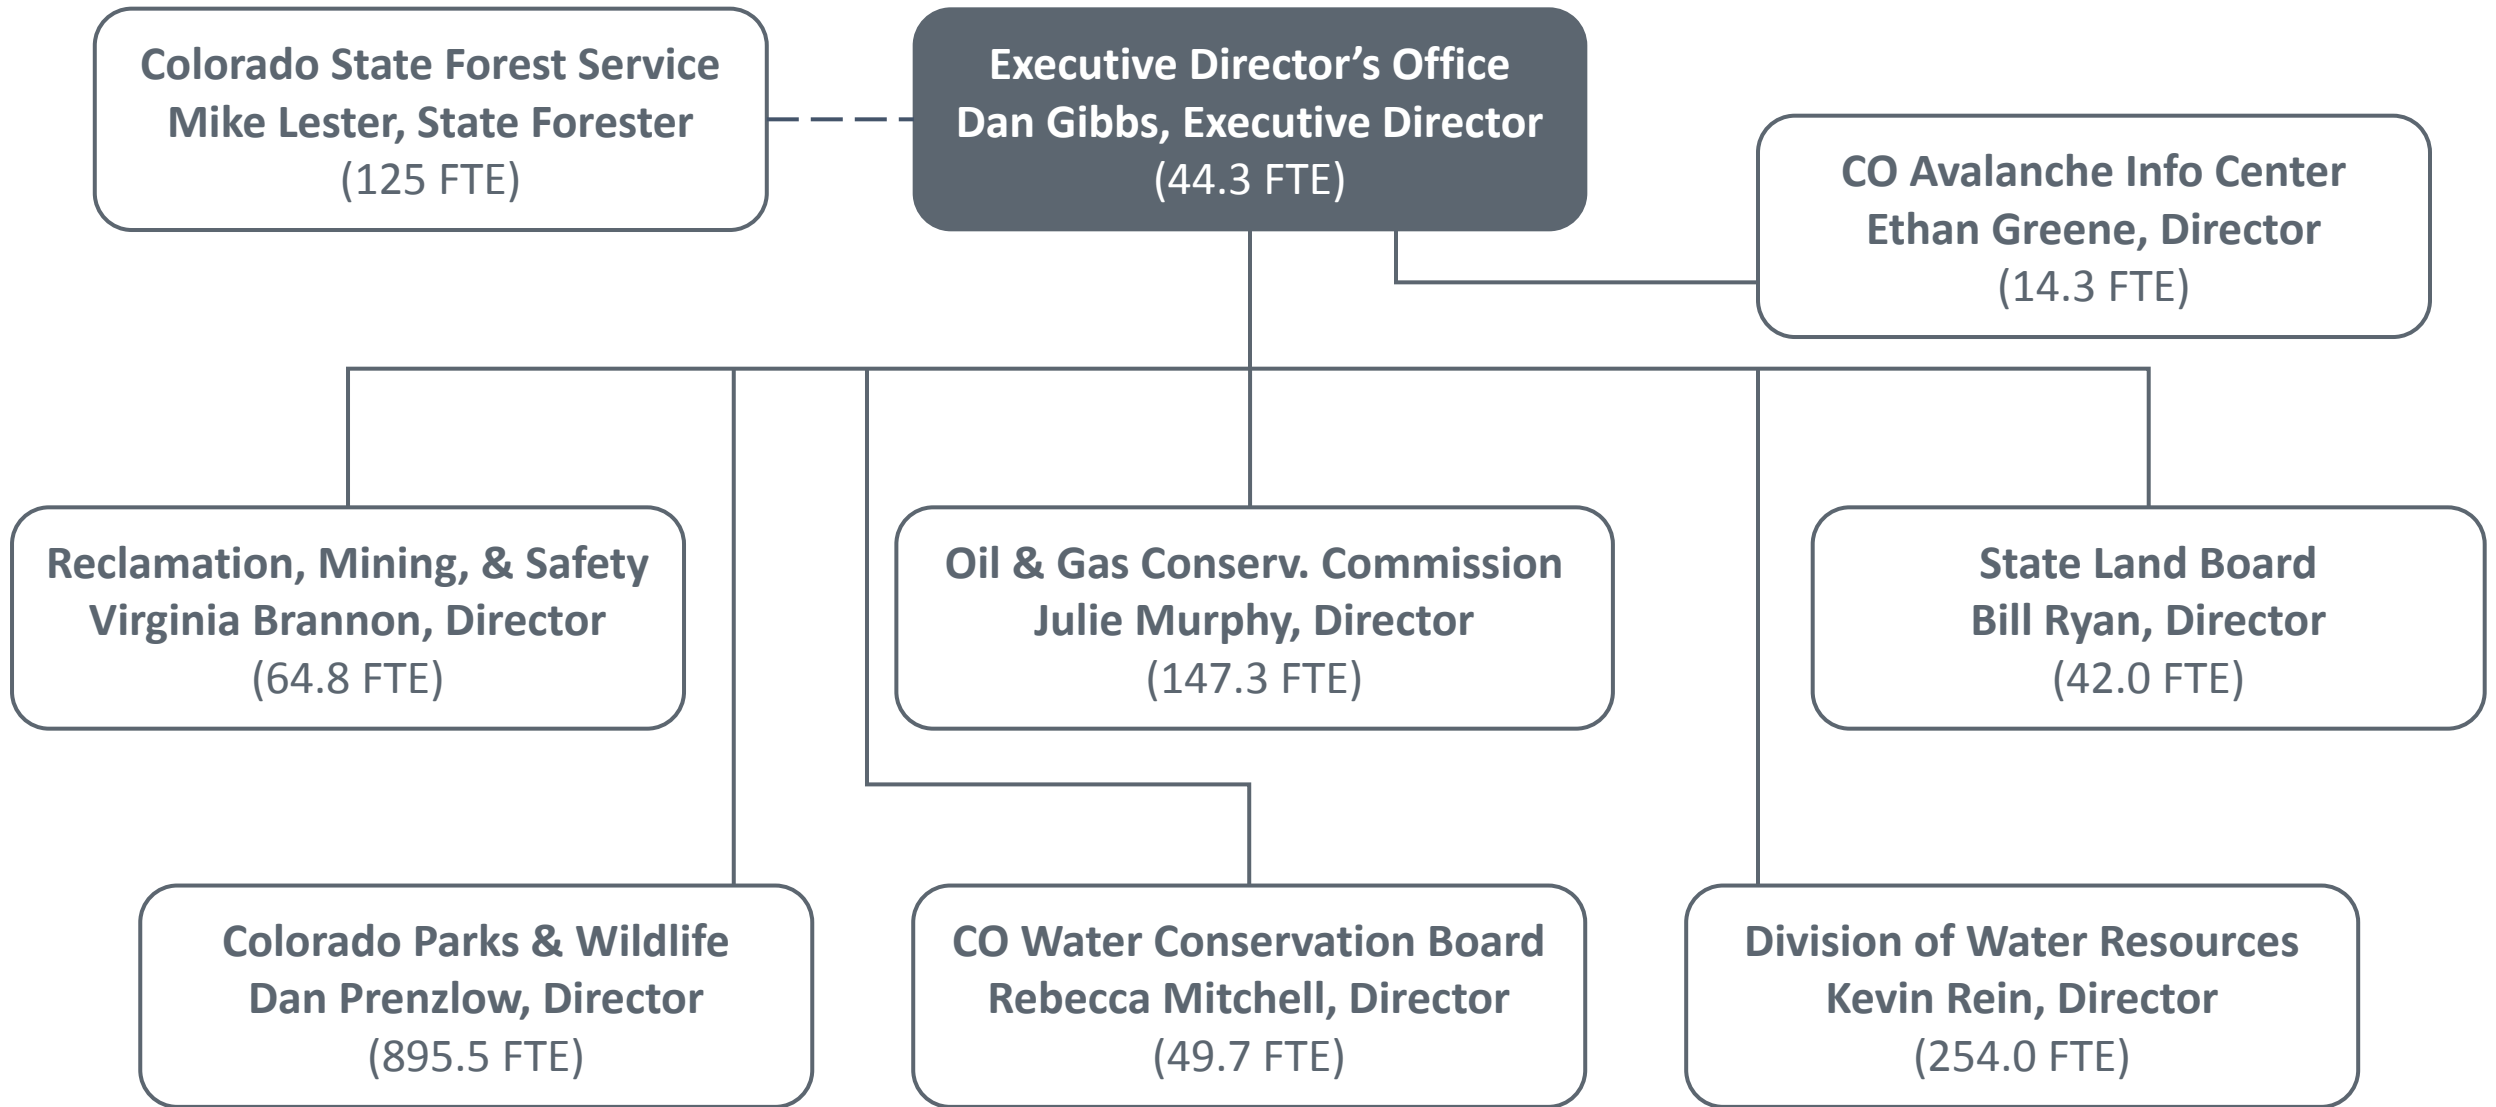 Colorado State Forest Service
Mike Lester, State Forester
(125 FTE)
Executive Director’s Office
Dan Gibbs, Executive Director
(44.3 FTE)
CO Avalanche Info Center
Ethan Greene, Director
(14.3 FTE)
Reclamation, Mining, & Safety
Virginia Brannon, Director
(64.8 FTE)
Oil & Gas Conserv. Commission
Julie Murphy, Director
(147.3 FTE)
State Land Board
Bill Ryan, Director
(42.0 FTE)
Colorado Parks & Wildlife
Dan Prenzlow, Director
(895.5 FTE)
CO Water Conservation Board
Rebecca Mitchell, Director
(49.7 FTE)
Division of Water Resources
Kevin Rein, Director
(254.0 FTE)